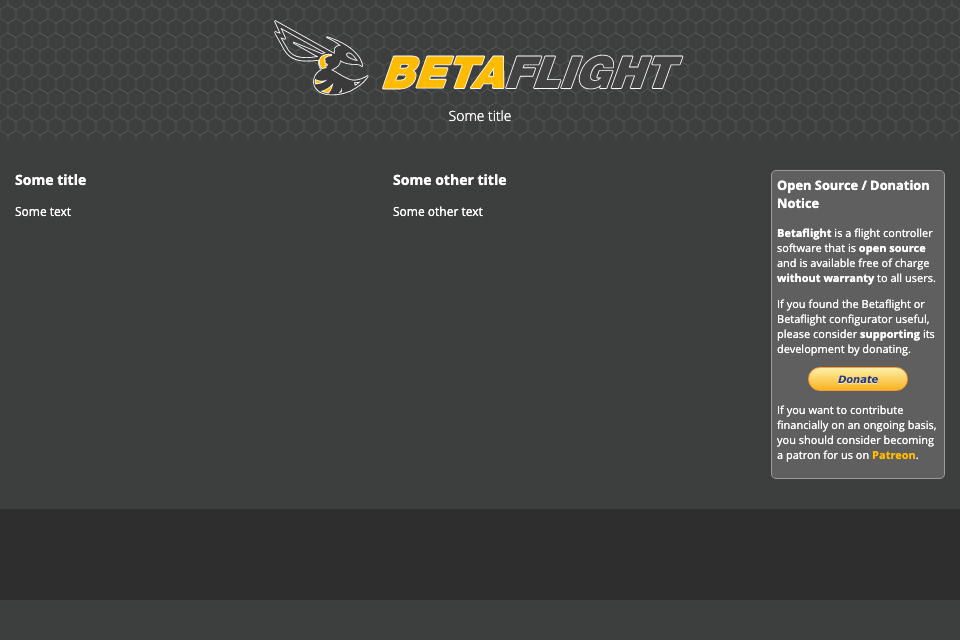 BETAFLIGHT
Some title
Some title
Some text
Some other title
Some other text
Open Source / Donation
Notice
Betaflight is a flight controller
software that is open source
and is available free of charge
without warranty to all users.
If you found the Betaflight or
Betaflight configurator useful,
please consider supporting its
development by donating.
Donate
If you want to contribute
financially on an ongoing basis,
you should consider becoming
a patron for us on Patreon.